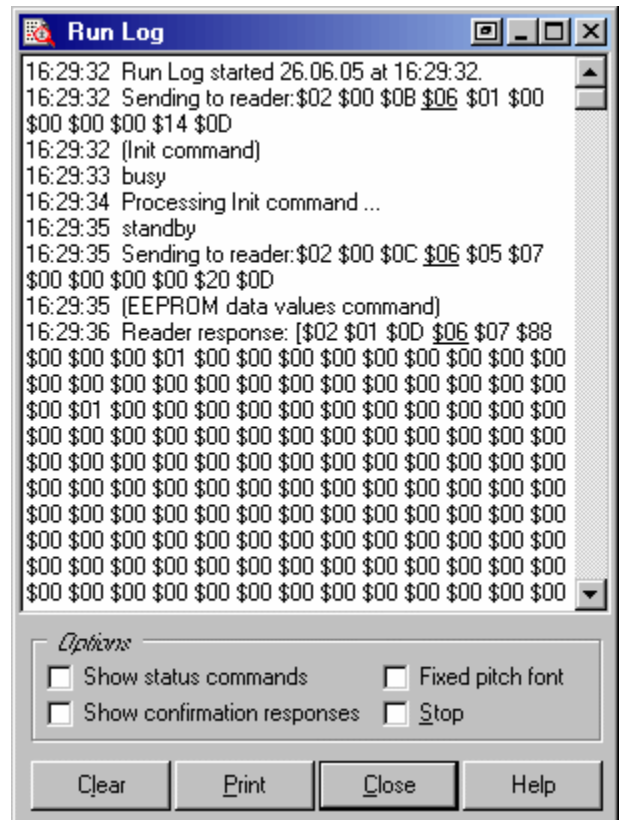 Run Log
16:29:32 Run Log started 26.06.05 at 16:29:32.
16:29:32 Sending to reader:$02 $00 $0B $06 $01 $00
$00 $00 $00 $14 $0D
16:29:32 (Init command)
16:29:33 busy
16:29:34 Processing Init command ...
16:29:35 standby
16:29:35 Sending to reader:$02 $00 $0C $06 $05 $07
$00 $00 $00 $00 $20 $0D
16:29:35 (EEPROM data values command)
16:29:36 Reader response: [$02 $01 $0D $06 $07 $88
$00 $00 $00 $01 $00 $00 $00 $00 $00 $00 $00 $00 $00
$00 $00 $00 $00 $00 $00 $00 $00 $00 $00 $00 $00 $00
$00 $01 $00 $00 $00 $00 $00 $00 $00 $00 $00 $00 $00
$00 $00 $00 $00 $00 $00 $00 $00 $00 $00 $00 $00 $00
$00 $00 $00 $00 $00 $00 $00 $00 $00 $00 $00 $00 $00
$00 $00 $00 $00 $00 $00 $00 $00 $00 $00 $00 $00 $00
$00 $00 $00 $00 $00 $00 $00 $00 $00 $00 $00 $00 $00
$00 $00 $00 $00 $00 $00 $00 $00 $00 $00 $00 $00 $00
$00 $00 $00 $00 $00 $00 $00 $00 $00 $00 $00 $00 $00
$00 $00 $00 $00 $00 $00 $00 $00 $00 $00 $00 $00 $00
Options
Show status commands Fixed pitch font
Show confirmation responses Stop
Clear Print Close Help